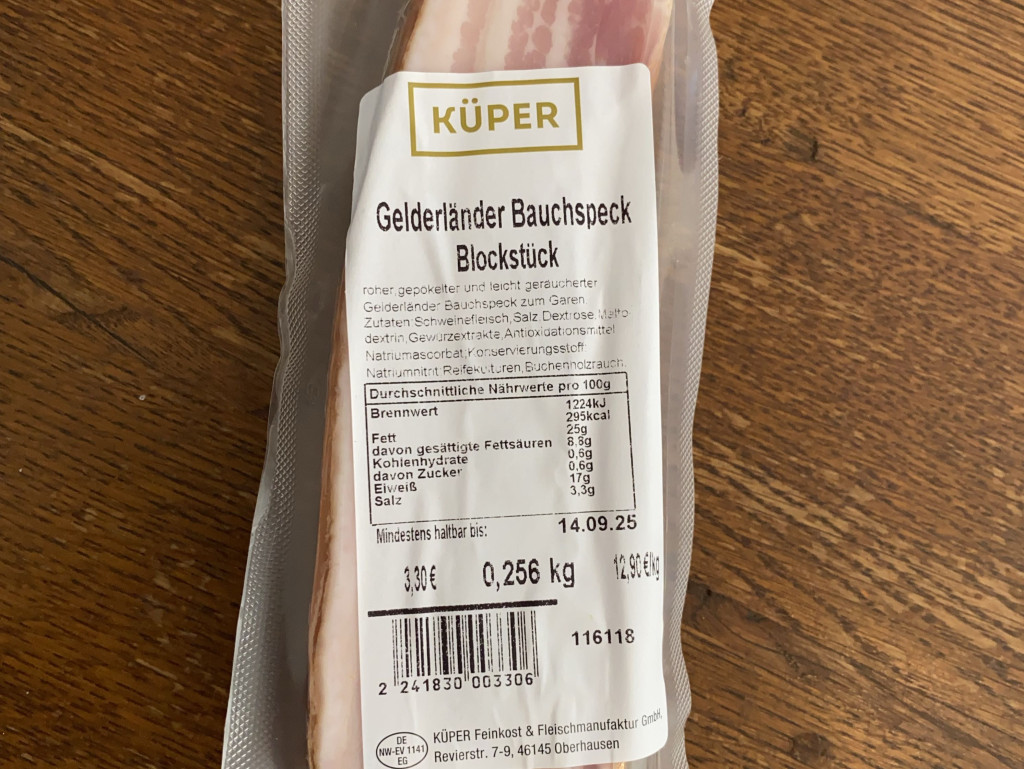 KÜPER
Gelderländer Bauchspeck
Blockstück
roher, gepökelter und leicht geräucherter
Gelderländer Bauchspeck zum Garen.
Zutaten: Schweinefleisch, Salz, Dextrose, Malto-
dextrin, Gewürzextrakte, Antioxidationsmittel:
Natriumascorbat; Konservierungsstoff:
Natriumnitrit; Reifekulturen, Buchenholzrauch.
Durchschnittliche Nährwerte pro 100g
Brennwert 1224kJ
295kcal
Fett 25g
davon gesättigte Fettsäuren 8,8g
Kohlenhydrate 0,6g
davon Zucker 0,6g
Eiweiß 17g
Salz 3,3g
Mindestens haltbar bis: 14.09.25
3,30 € 0,256 kg 12,90 €/kg
116118
2 241830 003306
DE
NW-EV 1141
EG
KÜPER Feinkost & Fleischmanufaktur GmbH,
Revierstr. 7-9, 46145 Oberhausen